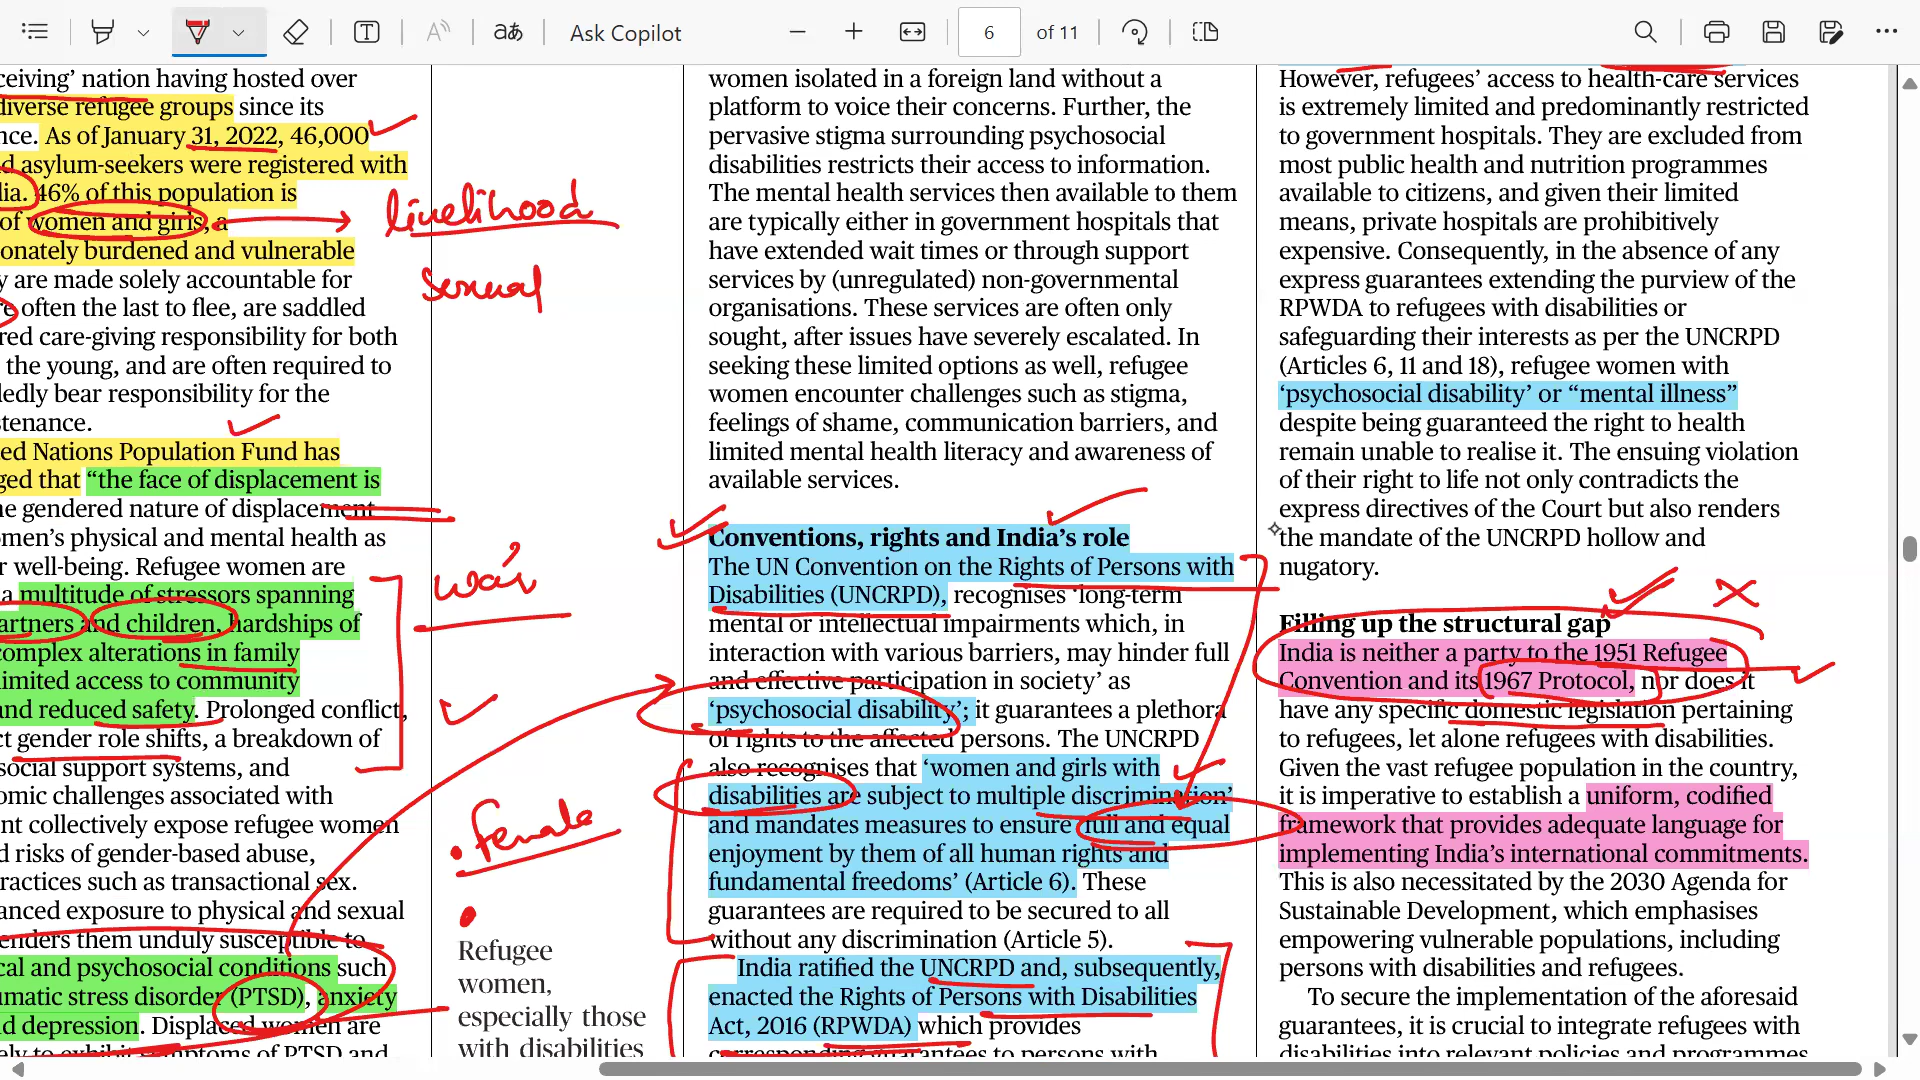 Ask Copilot
6 of 11
ceiving’ nation having hosted over
diverse refugee groups since its
nce. As of January 31, 2022, 46,000
d asylum-seekers were registered with
dia. 46% of this population is
of women and girls, a
onately burdened and vulnerable
y are made solely accountable for
re often the last to flee, are saddled
red care-giving responsibility for both
the young, and are often required to
ledly bear responsibility for the
stenance.
ed Nations Population Fund has
ged that “the face of displacement is
he gendered nature of displacement
omen’s physical and mental health as
r well-being. Refugee women are
a multitude of stressors spanning
artners and children, hardships of
complex alterations in family
limited access to community
and reduced safety. Prolonged conflict,
ct gender role shifts, a breakdown of
social support systems, and
omic challenges associated with
nt collectively expose refugee women
d risks of gender-based abuse,
ractices such as transactional sex.
anced exposure to physical and sexual
enders them unduly susceptible to
cal and psychosocial conditions such
umatic stress disorder (PTSD), anxiety
d depression. Displaced women are
ely to exhibit symptoms of PTSD and
livelihood
sexual
war
female
Refugee
women,
especially those
with disabilities
women isolated in a foreign land without a
platform to voice their concerns. Further, the
pervasive stigma surrounding psychosocial
disabilities restricts their access to information.
The mental health services then available to them
are typically either in government hospitals that
have extended wait times or through support
services by (unregulated) non-governmental
organisations. These services are often only
sought, after issues have severely escalated. In
seeking these limited options as well, refugee
women encounter challenges such as stigma,
feelings of shame, communication barriers, and
limited mental health literacy and awareness of
available services.
Conventions, rights and India’s role
The UN Convention on the Rights of Persons with
Disabilities (UNCRPD), recognises ‘long-term
mental or intellectual impairments which, in
interaction with various barriers, may hinder full
and effective participation in society’ as
‘psychosocial disability’; it guarantees a plethora
of rights to the affected persons. The UNCRPD
also recognises that ‘women and girls with
disabilities are subject to multiple discrimination’
and mandates measures to ensure ‘full and equal
enjoyment by them of all human rights and
fundamental freedoms’ (Article 6). These
guarantees are required to be secured to all
without any discrimination (Article 5).
India ratified the UNCRPD and, subsequently,
enacted the Rights of Persons with Disabilities
Act, 2016 (RPWDA) which provides
corresponding guarantees to persons with
However, refugees’ access to health-care services
is extremely limited and predominantly restricted
to government hospitals. They are excluded from
most public health and nutrition programmes
available to citizens, and given their limited
means, private hospitals are prohibitively
expensive. Consequently, in the absence of any
express guarantees extending the purview of the
RPWDA to refugees with disabilities or
safeguarding their interests as per the UNCRPD
(Articles 6, 11 and 18), refugee women with
‘psychosocial disability’ or “mental illness”
despite being guaranteed the right to health
remain unable to realise it. The ensuing violation
of their right to life not only contradicts the
express directives of the Court but also renders
the mandate of the UNCRPD hollow and
nugatory.
Filling up the structural gap
India is neither a party to the 1951 Refugee
Convention and its 1967 Protocol, nor does it
have any specific domestic legislation pertaining
to refugees, let alone refugees with disabilities.
Given the vast refugee population in the country,
it is imperative to establish a uniform, codified
framework that provides adequate language for
implementing India’s international commitments.
This is also necessitated by the 2030 Agenda for
Sustainable Development, which emphasises
empowering vulnerable populations, including
persons with disabilities and refugees.
To secure the implementation of the aforesaid
guarantees, it is crucial to integrate refugees with
disabilities into relevant policies and programmes